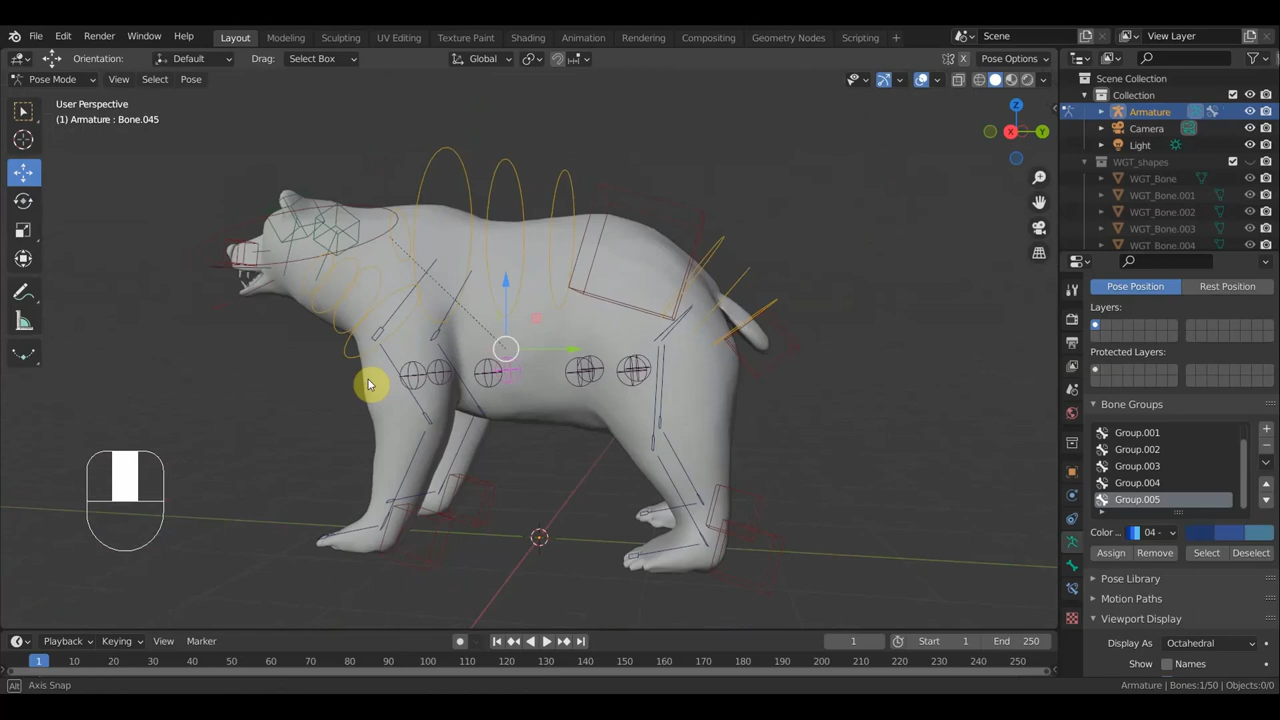 File Edit Render Window Help Layout Modeling Sculpting UV Editing Texture Paint Shading Animation Rendering Compositing Geometry Nodes Scripting + Scene View Layer
Orientation: Default Drag: Select Box Global X Pose Options
Pose Mode View Select Pose
User Perspective
(1) Armature : Bone.045
Z
X Y
Scene Collection
Collection
Armature
Camera
Light
WGT_shapes
WGT_Bone
WGT_Bone.001
WGT_Bone.002
WGT_Bone.003
WGT_Bone.004
Pose Position Rest Position
Layers:
Protected Layers:
Bone Groups
Group.001
Group.002
Group.003
Group.004
Group.005
Color ... 04 -
Assign Remove Select Deselect
Pose Library
Motion Paths
Viewport Display
Display As Octahedral
Show Names
Playback Keying View Marker 1 Start 1 End 250
1 10 20 30 40 50 60 70 80 90 100 110 120 130 140 150 160 170 180 190 200 210 220 230 240 250
Alt Axis Snap Armature | Bones:1/50 | Objects:0/0